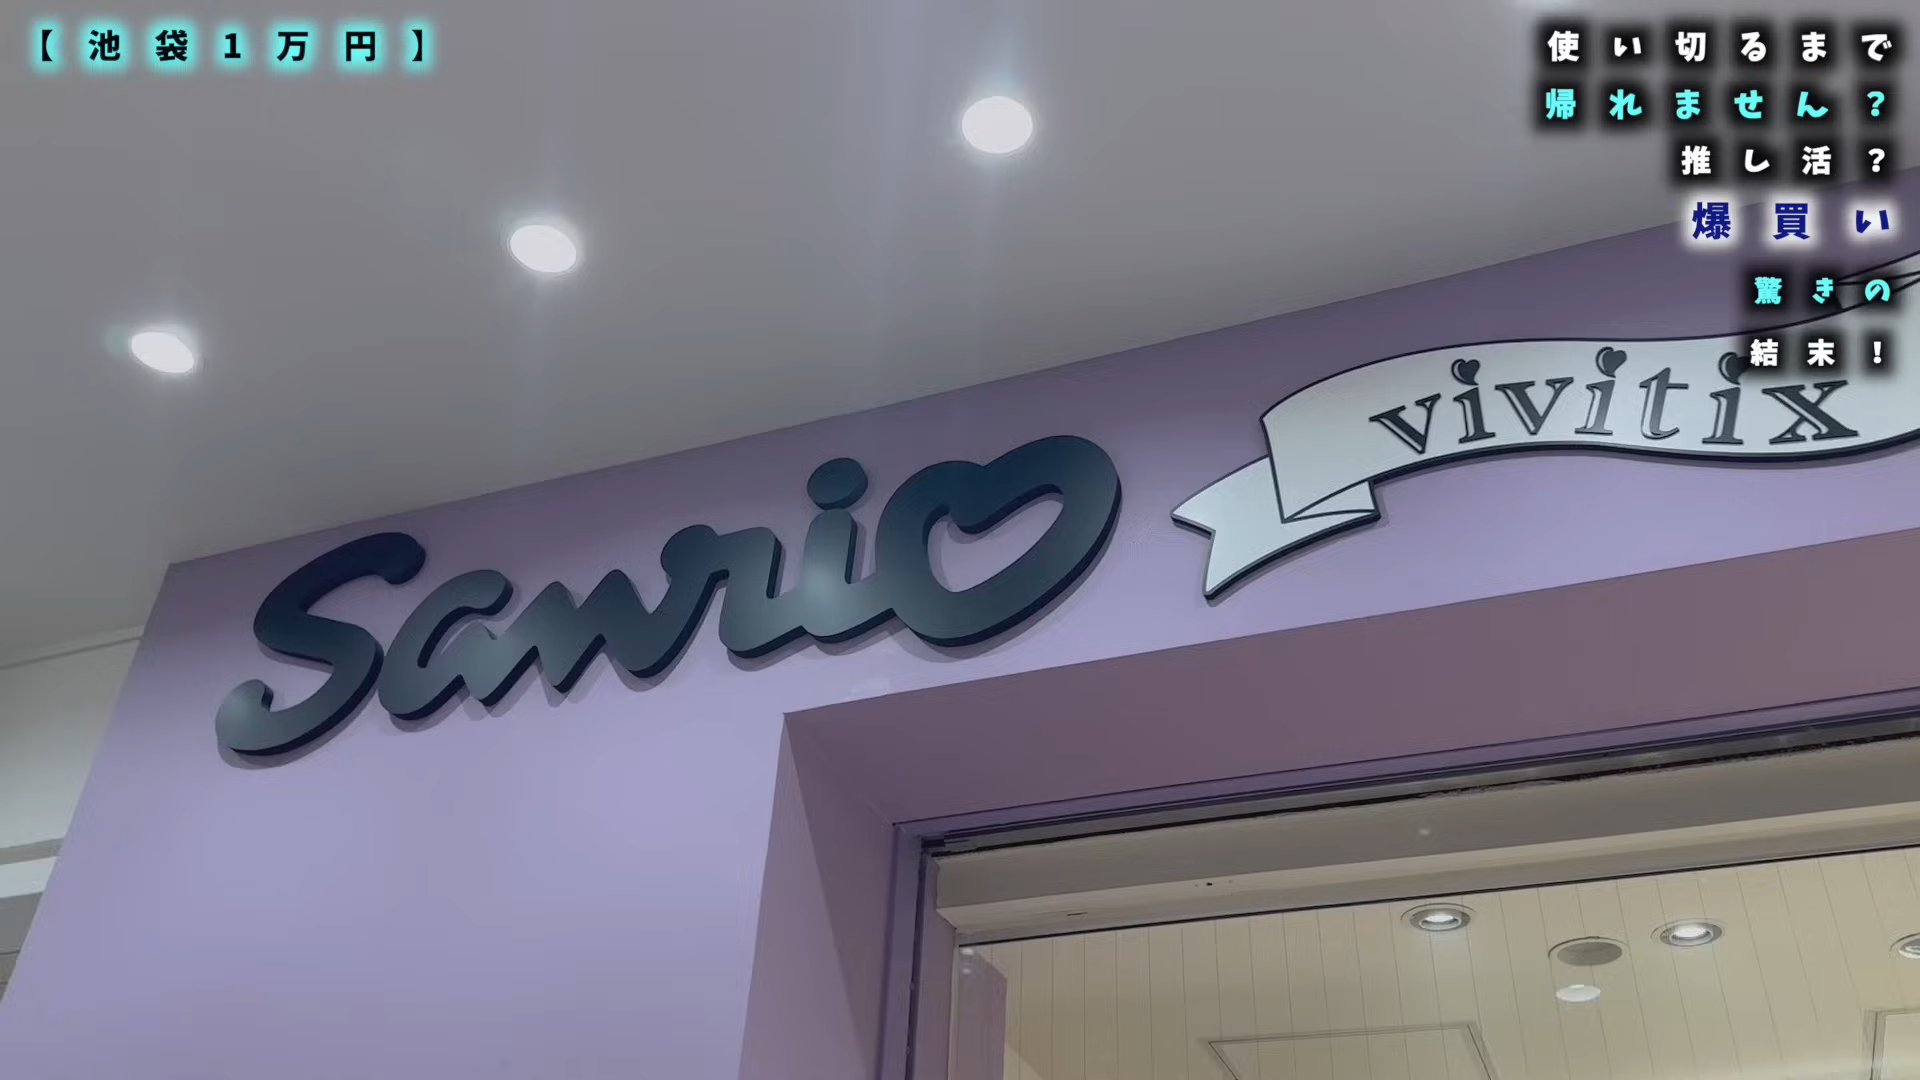 【池袋1万円】
使い切るまで
帰れません?
推し活?
爆買い
驚きの
結末!
Sanrio
vivitix